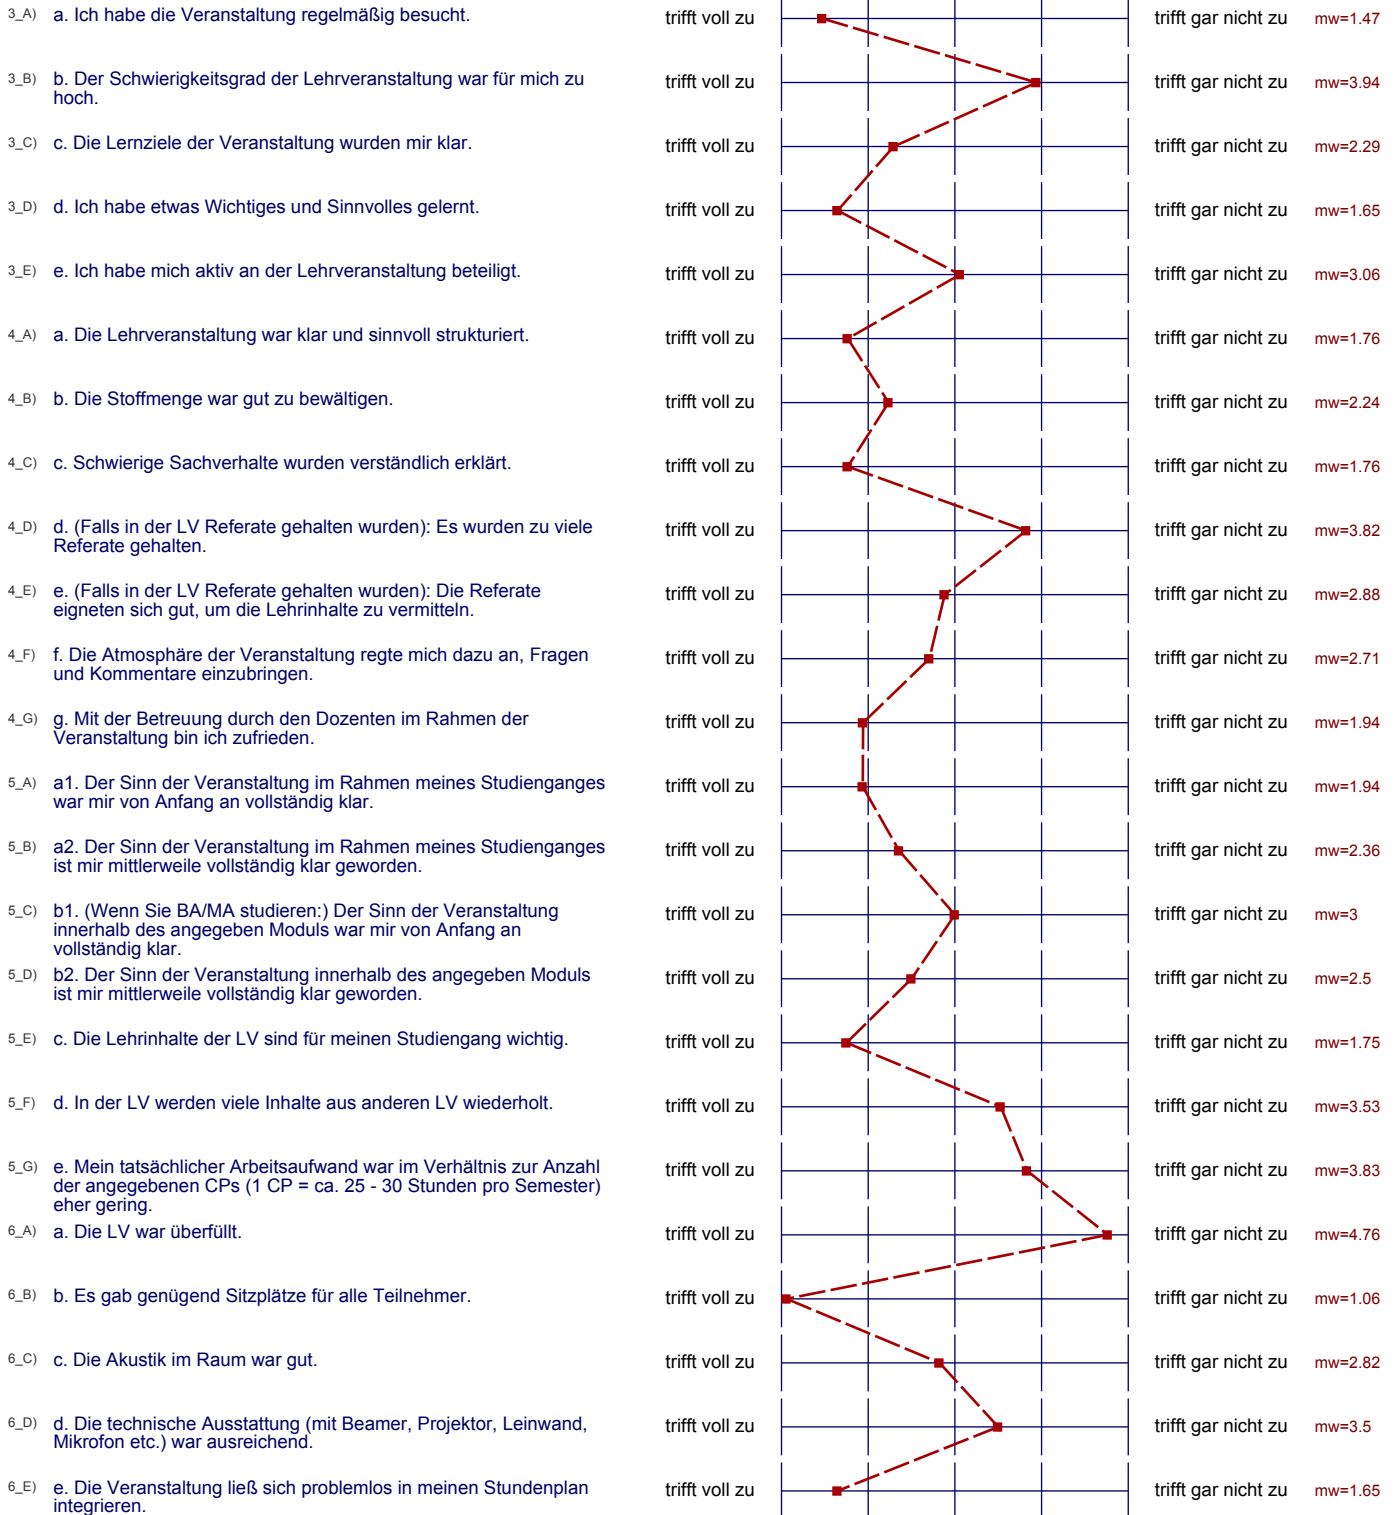 3_A) a. Ich habe die Veranstaltung regelmäßig besucht. trifft voll zu trifft gar nicht zu mw=1.47
3_B) b. Der Schwierigkeitsgrad der Lehrveranstaltung war für mich zu trifft voll zu trifft gar nicht zu mw=3.94
hoch.
3_C) c. Die Lernziele der Veranstaltung wurden mir klar. trifft voll zu trifft gar nicht zu mw=2.29
3_D) d. Ich habe etwas Wichtiges und Sinnvolles gelernt. trifft voll zu trifft gar nicht zu mw=1.65
3_E) e. Ich habe mich aktiv an der Lehrveranstaltung beteiligt. trifft voll zu trifft gar nicht zu mw=3.06
4_A) a. Die Lehrveranstaltung war klar und sinnvoll strukturiert. trifft voll zu trifft gar nicht zu mw=1.76
4_B) b. Die Stoffmenge war gut zu bewältigen. trifft voll zu trifft gar nicht zu mw=2.24
4_C) c. Schwierige Sachverhalte wurden verständlich erklärt. trifft voll zu trifft gar nicht zu mw=1.76
4_D) d. (Falls in der LV Referate gehalten wurden): Es wurden zu viele trifft voll zu trifft gar nicht zu mw=3.82
Referate gehalten.
4_E) e. (Falls in der LV Referate gehalten wurden): Die Referate trifft voll zu trifft gar nicht zu mw=2.88
eigneten sich gut, um die Lehrinhalte zu vermitteln.
4_F) f. Die Atmosphäre der Veranstaltung regte mich dazu an, Fragen trifft voll zu trifft gar nicht zu mw=2.71
und Kommentare einzubringen.
4_G) g. Mit der Betreuung durch den Dozenten im Rahmen der trifft voll zu trifft gar nicht zu mw=1.94
Veranstaltung bin ich zufrieden.
5_A) a1. Der Sinn der Veranstaltung im Rahmen meines Studienganges trifft voll zu trifft gar nicht zu mw=1.94
war mir von Anfang an vollständig klar.
5_B) a2. Der Sinn der Veranstaltung im Rahmen meines Studienganges trifft voll zu trifft gar nicht zu mw=2.36
ist mir mittlerweile vollständig klar geworden.
5_C) b1. (Wenn Sie BA/MA studieren:) Der Sinn der Veranstaltung trifft voll zu trifft gar nicht zu mw=3
innerhalb des angegeben Moduls war mir von Anfang an
vollständig klar.
5_D) b2. Der Sinn der Veranstaltung innerhalb des angegeben Moduls trifft voll zu trifft gar nicht zu mw=2.5
ist mir mittlerweile vollständig klar geworden.
5_E) c. Die Lehrinhalte der LV sind für meinen Studiengang wichtig. trifft voll zu trifft gar nicht zu mw=1.75
5_F) d. In der LV werden viele Inhalte aus anderen LV wiederholt. trifft voll zu trifft gar nicht zu mw=3.53
5_G) e. Mein tatsächlicher Arbeitsaufwand war im Verhältnis zur Anzahl trifft voll zu trifft gar nicht zu mw=3.83
der angegebenen CPs (1 CP = ca. 25 - 30 Stunden pro Semester)
eher gering.
6_A) a. Die LV war überfüllt. trifft voll zu trifft gar nicht zu mw=4.76
6_B) b. Es gab genügend Sitzplätze für alle Teilnehmer. trifft voll zu trifft gar nicht zu mw=1.06
6_C) c. Die Akustik im Raum war gut. trifft voll zu trifft gar nicht zu mw=2.82
6_D) d. Die technische Ausstattung (mit Beamer, Projektor, Leinwand, trifft voll zu trifft gar nicht zu mw=3.5
Mikrofon etc.) war ausreichend.
6_E) e. Die Veranstaltung ließ sich problemlos in meinen Stundenplan trifft voll zu trifft gar nicht zu mw=1.65
integrieren.